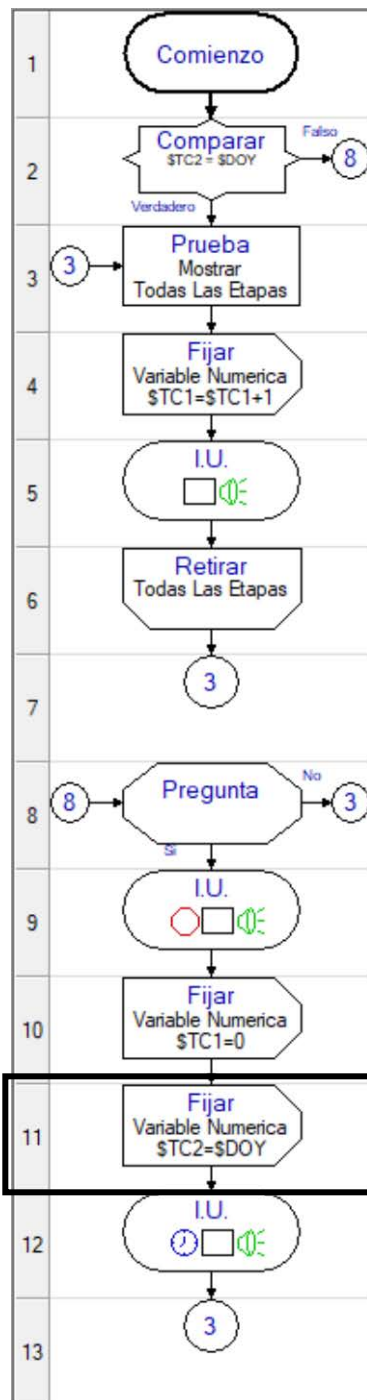 1
Comienzo
2
Comparar
$TC2 = $DOY
Falso
8
Verdadero
3
3
Prueba
Mostrar
Todas Las Etapas
4
Fijar
Variable Numerica
$TC1=$TC1+1
5
I.U.
6
Retirar
Todas Las Etapas
7
3
8
8
Pregunta
No
3
Si
9
I.U.
10
Fijar
Variable Numerica
$TC1=0
11
Fijar
Variable Numerica
$TC2=$DOY
12
I.U.
13
3